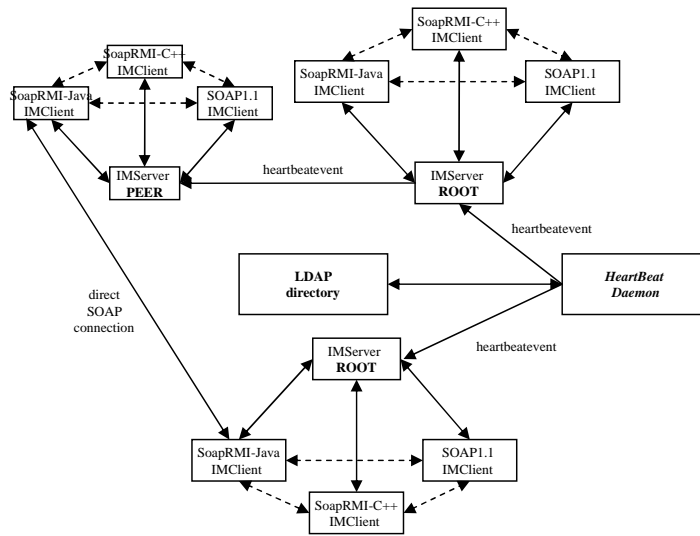 SoapRMI-C++
IMClient
SoapRMI-Java
IMClient
SOAP1.1
IMClient
IMServer
PEER
SoapRMI-C++
IMClient
SoapRMI-Java
IMClient
SOAP1.1
IMClient
IMServer
ROOT
heartbeatevent
heartbeatevent
LDAP
directory
HeartBeat
Daemon
direct
SOAP
connection
heartbeatevent
IMServer
ROOT
SoapRMI-Java
IMClient
SOAP1.1
IMClient
SoapRMI-C++
IMClient